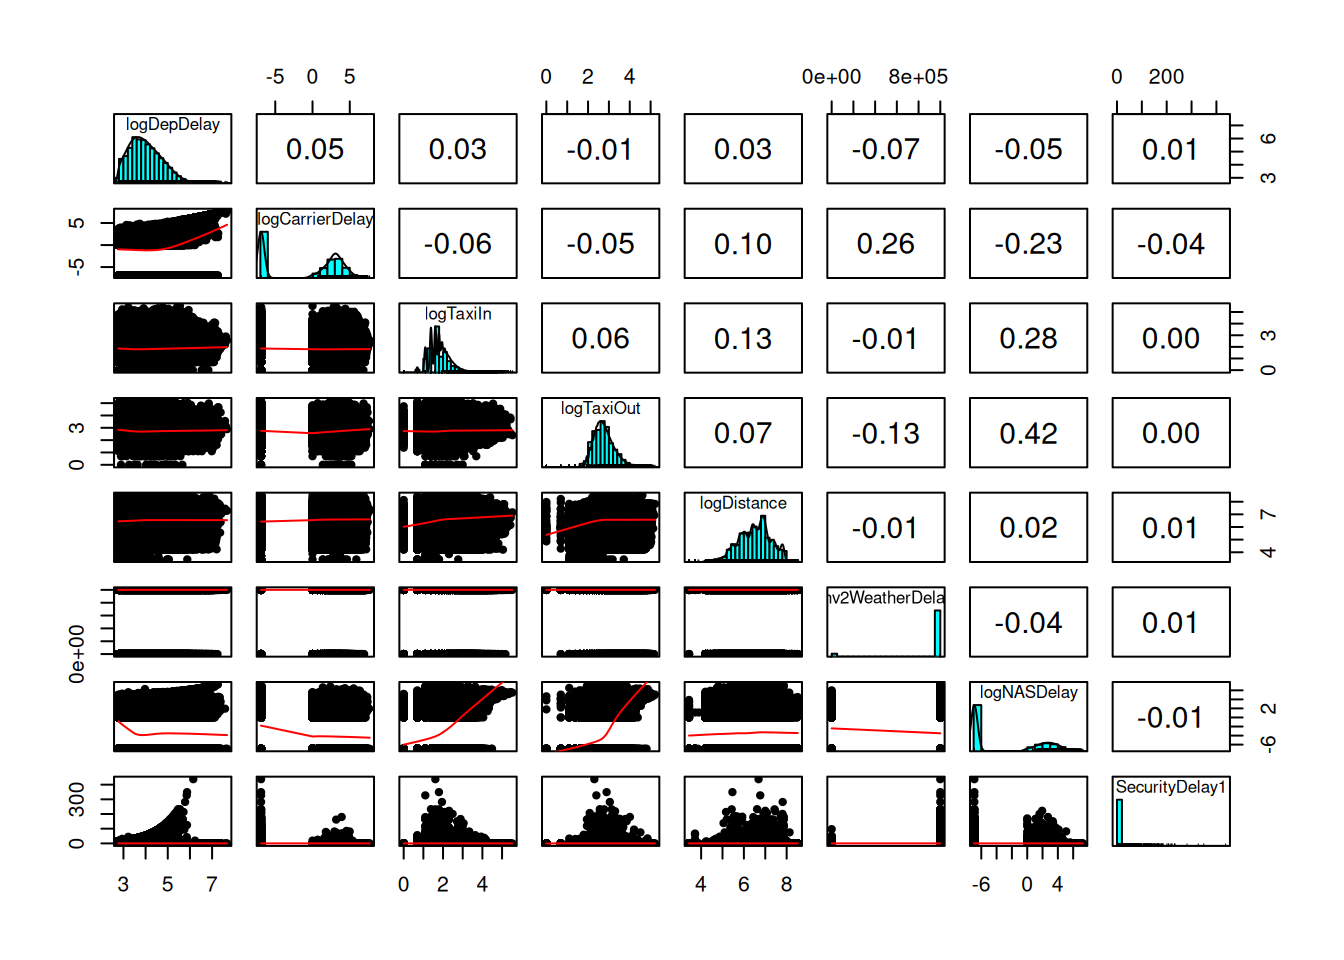 -5 0 5 0 2 4 0e+00 8e+05 0 200
logDepDelay 0.05 0.03 -0.01 0.03 -0.07 -0.05 0.01 6 3
5 -5 logCarrierDelay -0.06 -0.05 0.10 0.26 -0.23 -0.04
logTaxiIn 0.06 0.13 -0.01 0.28 0.00 3 0
3 0 logTaxiOut 0.07 -0.13 0.42 0.00
logDistance -0.01 0.02 0.01 7 4
0e+00 nv2WeatherDela -0.04 0.01
logNASDelay -0.01 2 -6
300 0 SecurityDelay1
3 5 7 0 2 4 4 6 8 -6 0 4